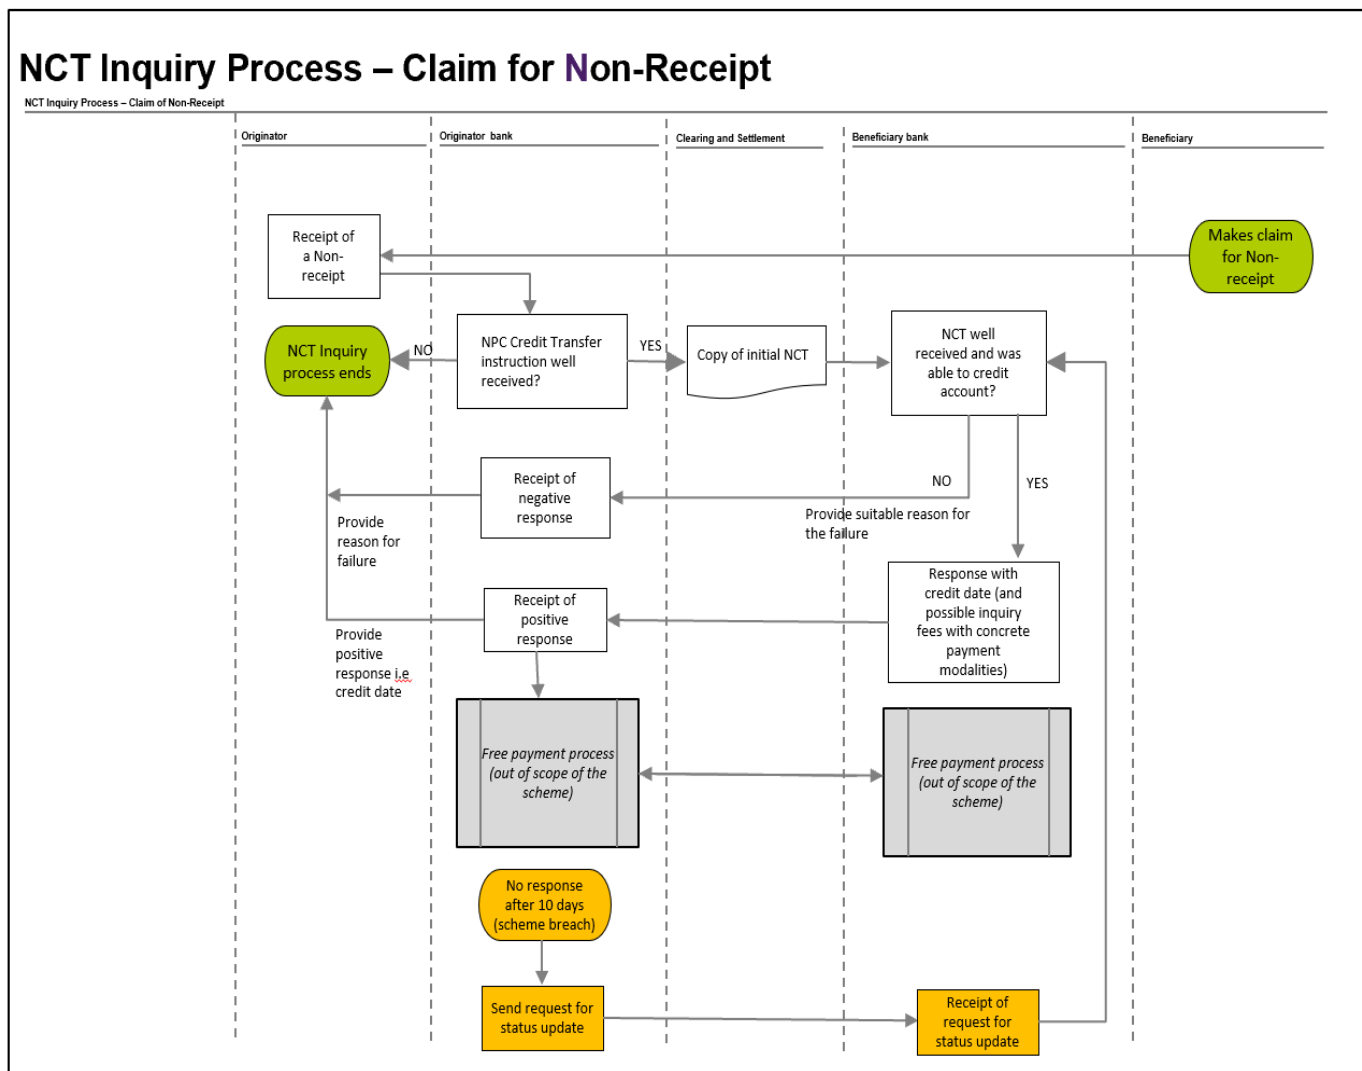 NCT Inquiry Process – Claim for Non-Receipt
NCT Inquiry Process – Claim of Non-Receipt
Originator
Originator bank
Clearing and Settlement
Beneficiary bank
Beneficiary
Receipt of
a Non-
receipt
Makes claim
for Non-
receipt
NCT Inquiry
process ends
NO
NPC Credit Transfer
instruction well
received?
YES
Copy of initial NCT
NCT well
received and was
able to credit
account?
NO
YES
Receipt of
negative
response
Provide suitable reason for
the failure
Provide
reason for
failure
Response with
credit date (and
possible inquiry
fees with concrete
payment
modalities)
Receipt of
positive
response
Provide
positive
response i.e
credit date
Free payment process
(out of scope of the
scheme)
Free payment process
(out of scope of the
scheme)
No response
after 10 days
(scheme breach)
Send request for
status update
Receipt of
request for
status update